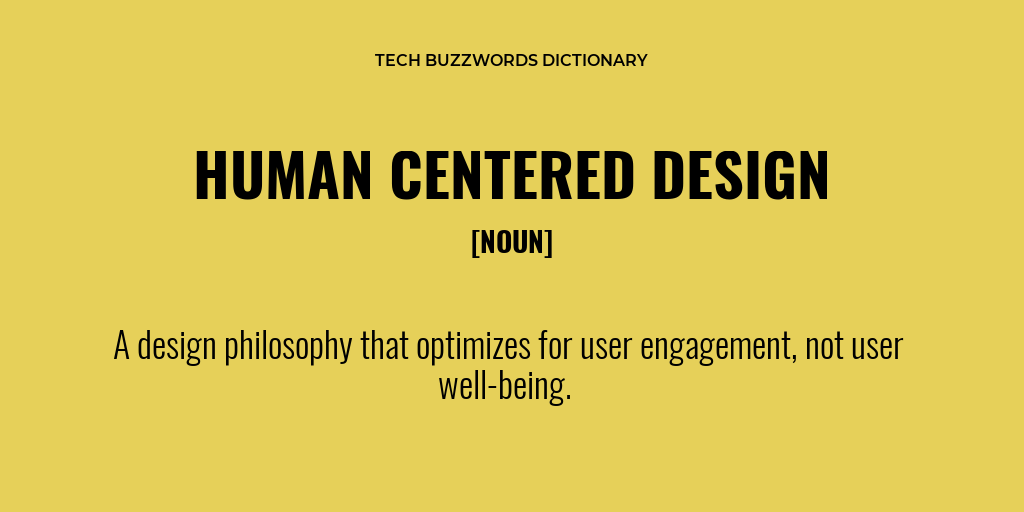 TECH BUZZWORDS DICTIONARY
HUMAN CENTERED DESIGN
[NOUN]
A design philosophy that optimizes for user engagement, not user
well-being.